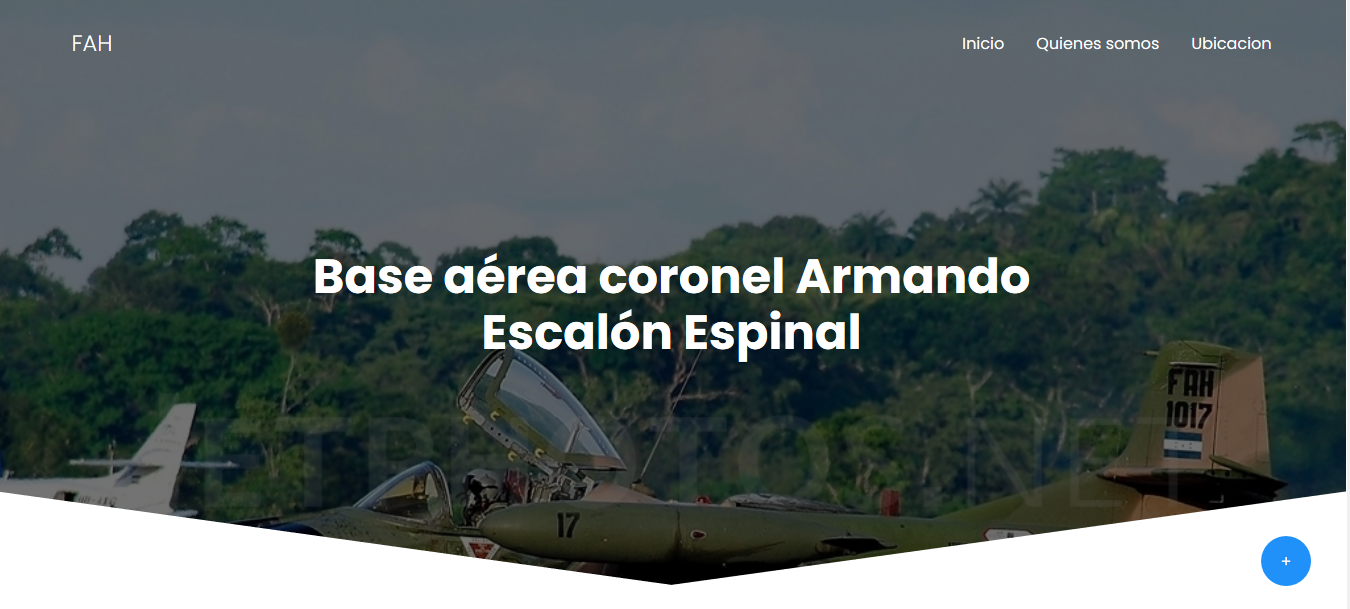 FAH
Inicio Quienes somos Ubicacion
Base aérea coronel Armando
Escalón Espinal
FAH
1017
17
+